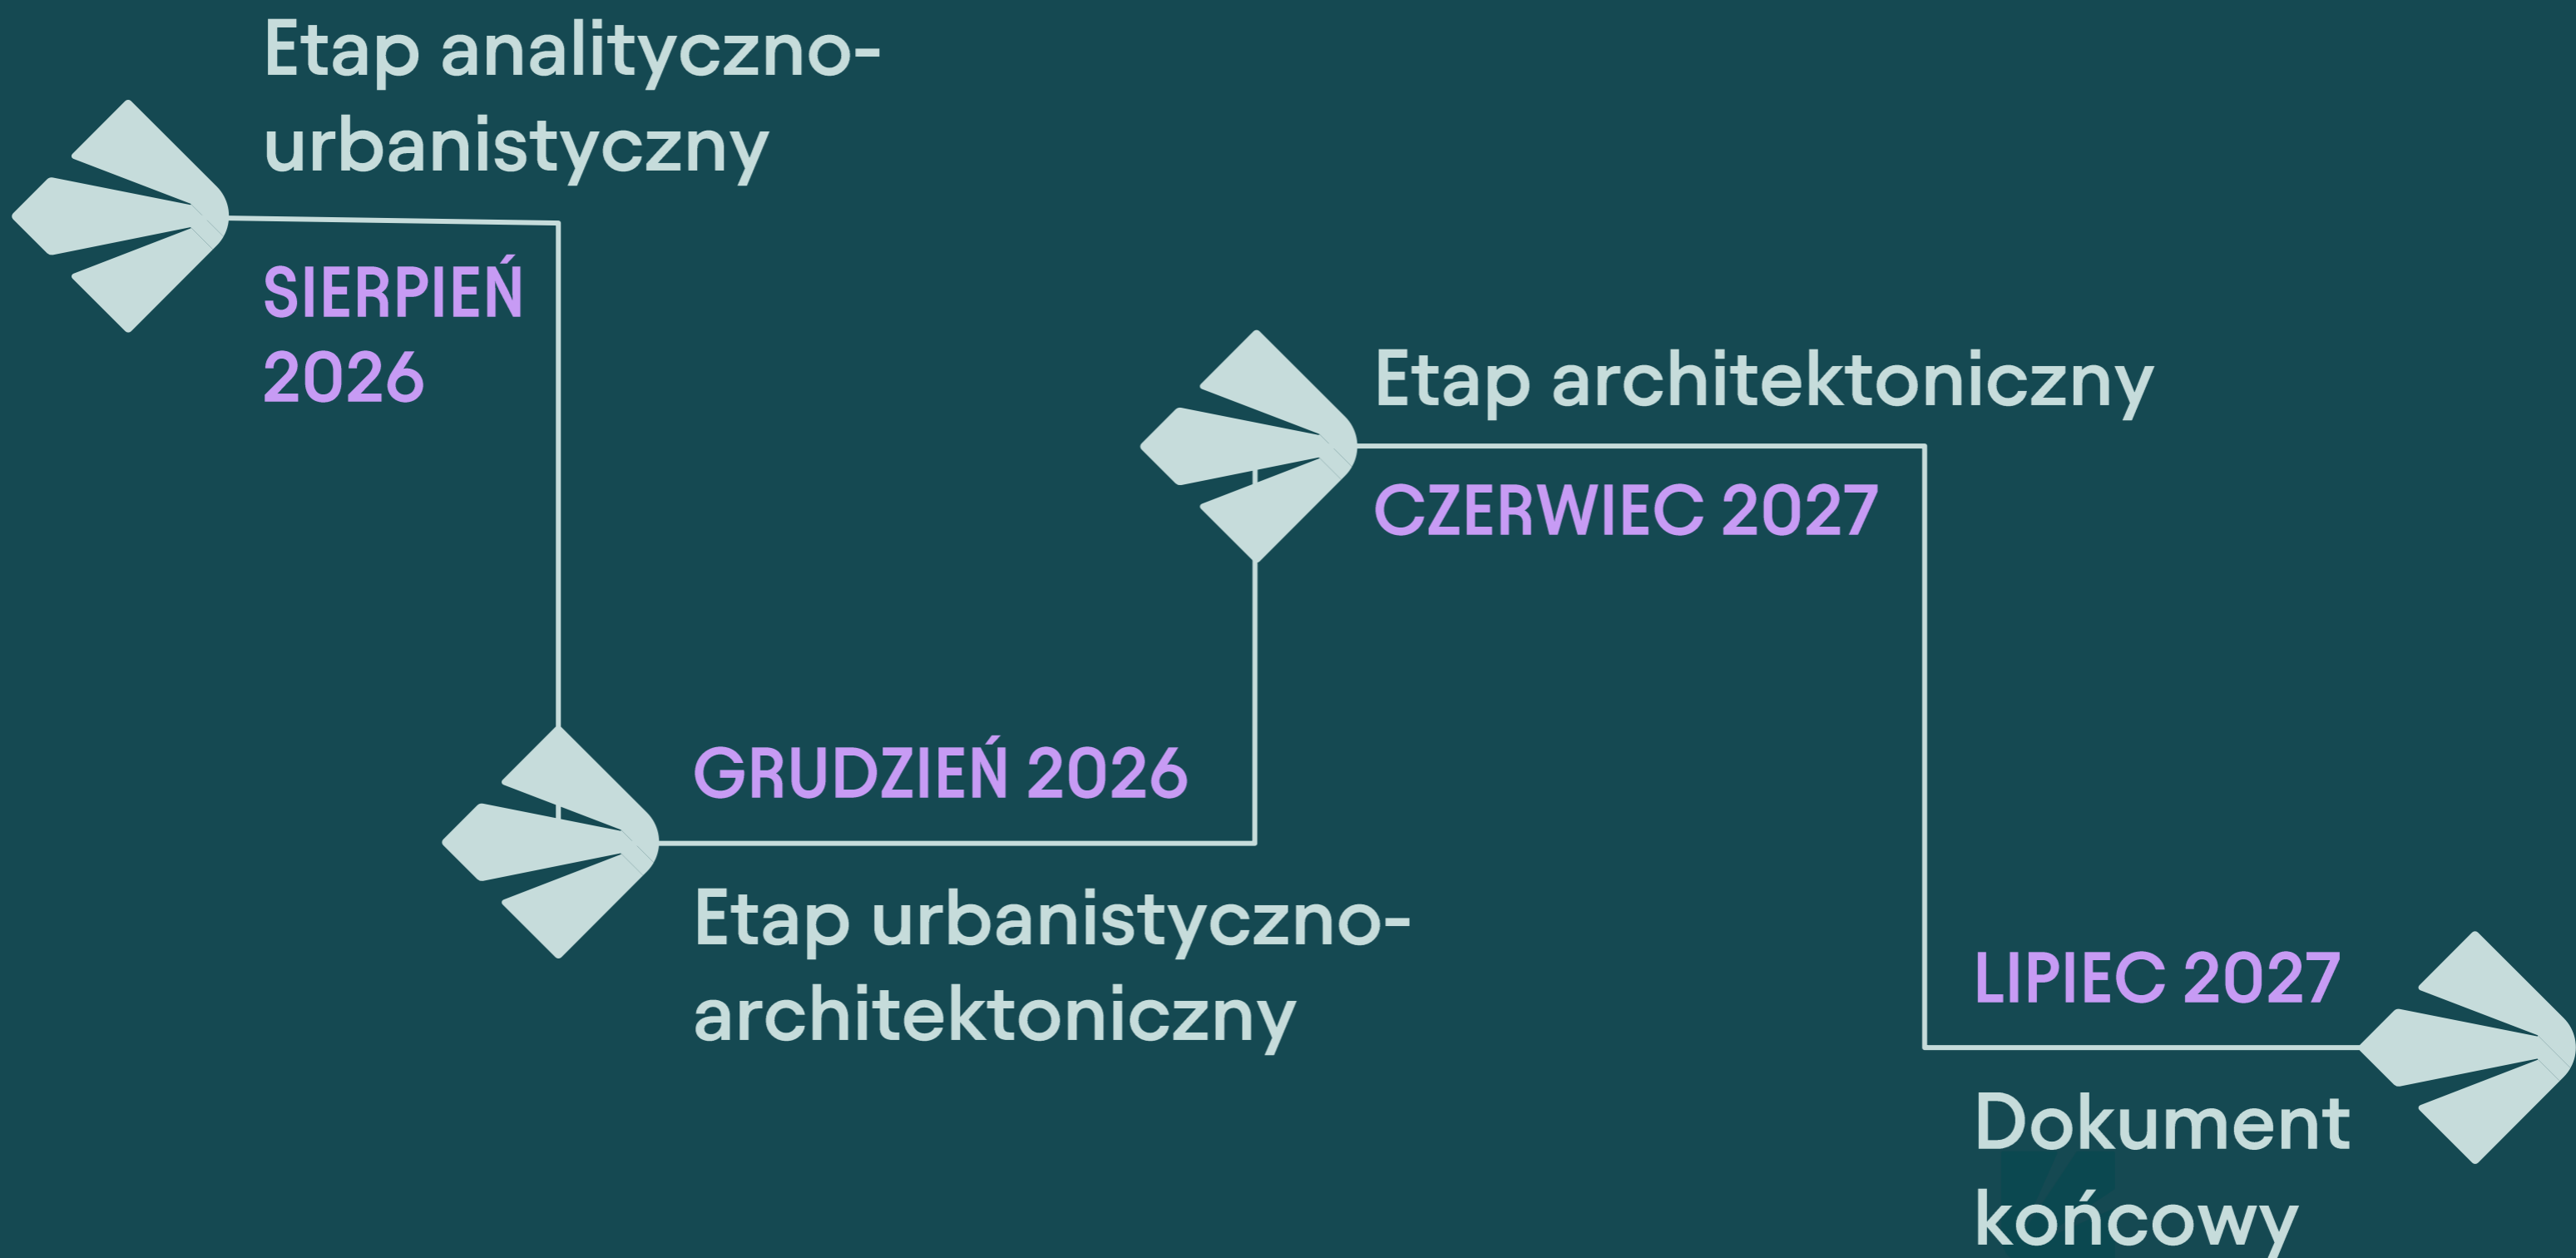 Etap analityczno-
urbanistyczny
SIERPIEŃ
2026
GRUDZIEŃ 2026
Etap urbanistyczno-
architektoniczny
Etap architektoniczny
CZERWIEC 2027
LIPIEC 2027
Dokument
końcowy